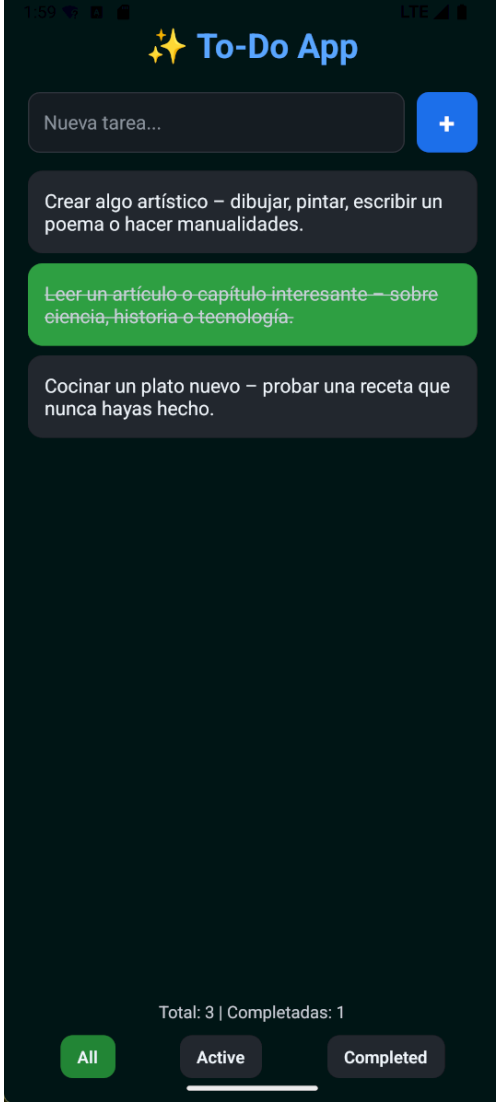 1:59 LTE
✨ To-Do App
Nueva tarea...
+
Crear algo artístico – dibujar, pintar, escribir un
poema o hacer manualidades.
Leer un artículo o capítulo interesante – sobre
ciencia, historia o tecnología.
Cocinar un plato nuevo – probar una receta que
nunca hayas hecho.
Total: 3 | Completadas: 1
All Active Completed